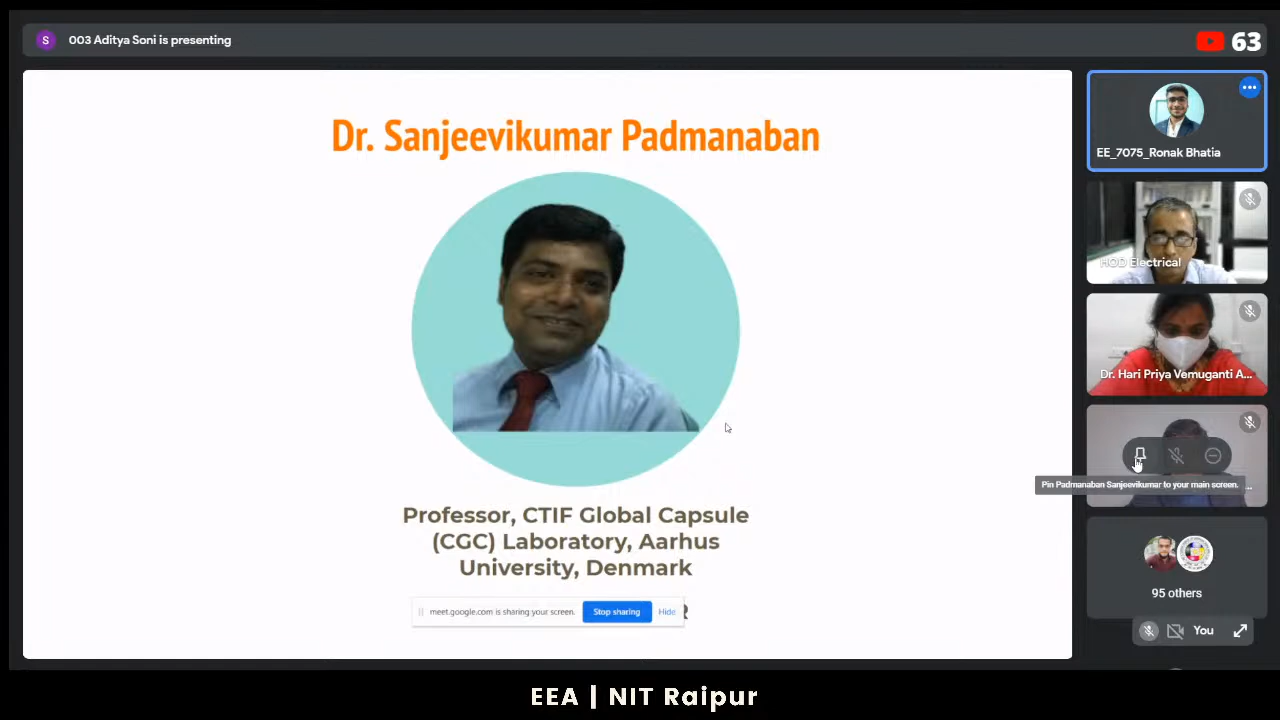 S 003 Aditya Soni is presenting
63
Dr. Sanjeevikumar Padmanaban
Professor, CTIF Global Capsule
(CGC) Laboratory, Aarhus
University, Denmark
meet.google.com is sharing your screen. Stop sharing Hide
EE_7075_Ronak Bhatia
HOD Electrical
Dr. Hari Priya Vemuganti A...
Pin Padmanaban Sanjeevikumar to your main screen.
95 others
You
EEA | NIT Raipur